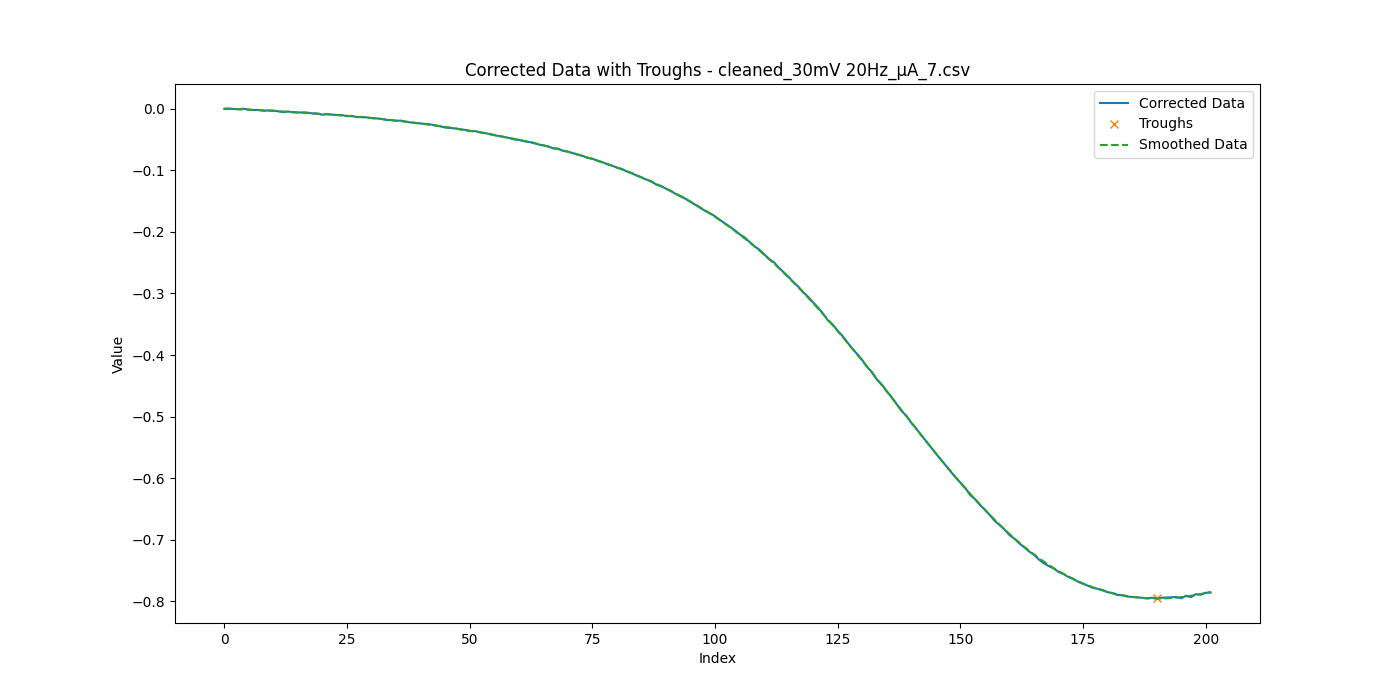 Corrected Data with Troughs - cleaned_30mV 20Hz_μA_7.csv
Corrected Data
Troughs
Smoothed Data
Value
0.0
−0.1
−0.2
−0.3
−0.4
−0.5
−0.6
−0.7
−0.8
0 25 50 75 100 125 150 175 200
Index